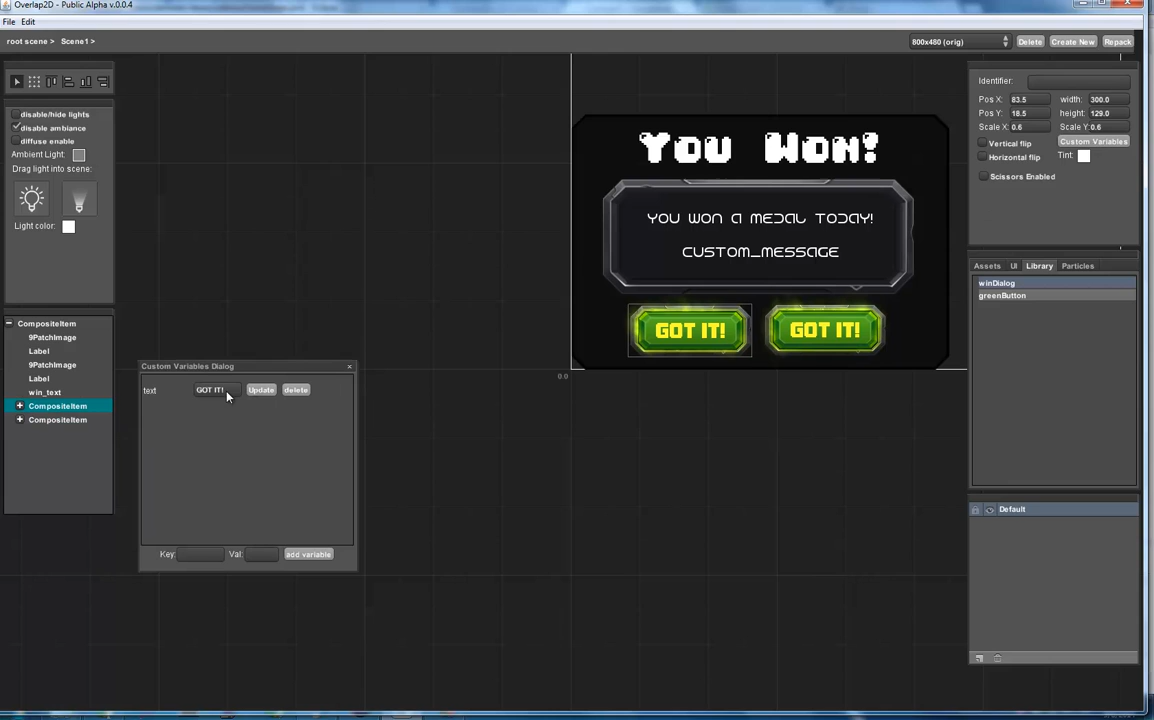 Overlap2D - Public Alpha v.0.0.4
File Edit
root scene > Scene1 >
800x480 (orig)
Delete
Create New
Repack
disable/hide lights
disable ambiance
diffuse enable
Ambient Light:
Drag light into scene:
Light color:
CompositeItem
9PatchImage
Label
9PatchImage
Label
win_text
CompositeItem
CompositeItem
Custom Variables Dialog
×
text GOT IT! Update delete
Key: Val: add variable
You Won!
YOU WON A MEDAL TODAY!
CUSTOM_MESSAGE
GOT IT! GOT IT!
0.0
Identifier:
Pos X: 83.5 width: 300.0
Pos Y: 18.5 height: 129.0
Scale X: 0.6 Scale Y: 0.6
Vertical flip Custom Variables
Horizontal flip Tint:
Scissors Enabled
Assets UI Library Particles
winDialog
greenButton
Default